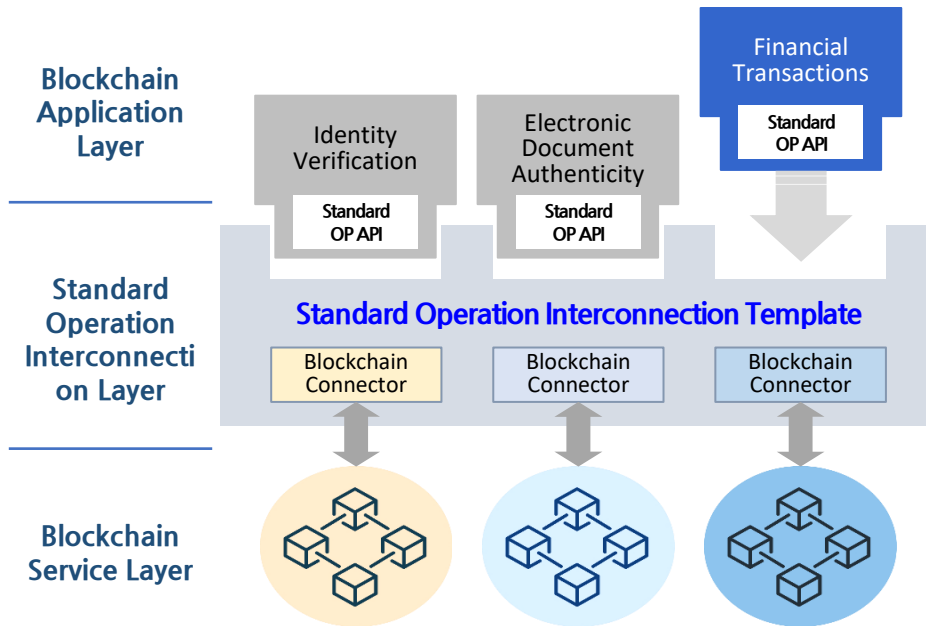 Blockchain
Application
Layer
Identity
Verification
Standard
OP API
Electronic
Document
Authenticity
Standard
OP API
Financial
Transactions
Standard
OP API
Standard
Operation
Interconnecti
on Layer
Standard Operation Interconnection Template
Blockchain
Connector
Blockchain
Connector
Blockchain
Connector
Blockchain
Service Layer